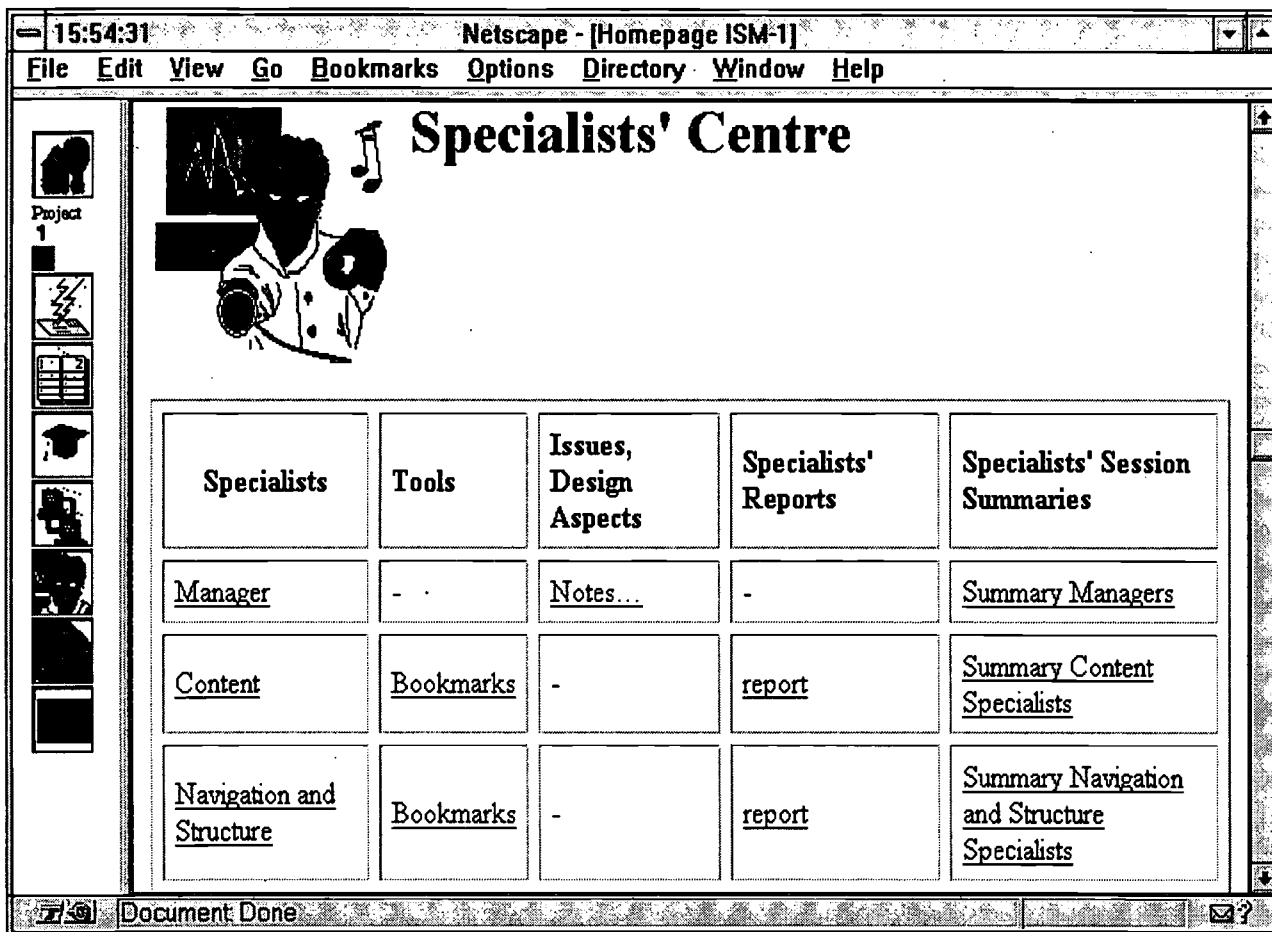 15:54:31 Netscape - [Homepage ISM-1]
File Edit View Go Bookmarks Options Directory Window Help
Specialists' Centre
Project
1
1 2
Specialists
Tools
Issues,
Design
Aspects
Specialists'
Reports
Specialists' Session
Summaries
Manager
-
Notes...
-
Summary Managers
Content
Bookmarks
-
report
Summary Content
Specialists
Navigation and
Structure
Bookmarks
-
report
Summary Navigation
and Structure
Specialists
Document: Done
?